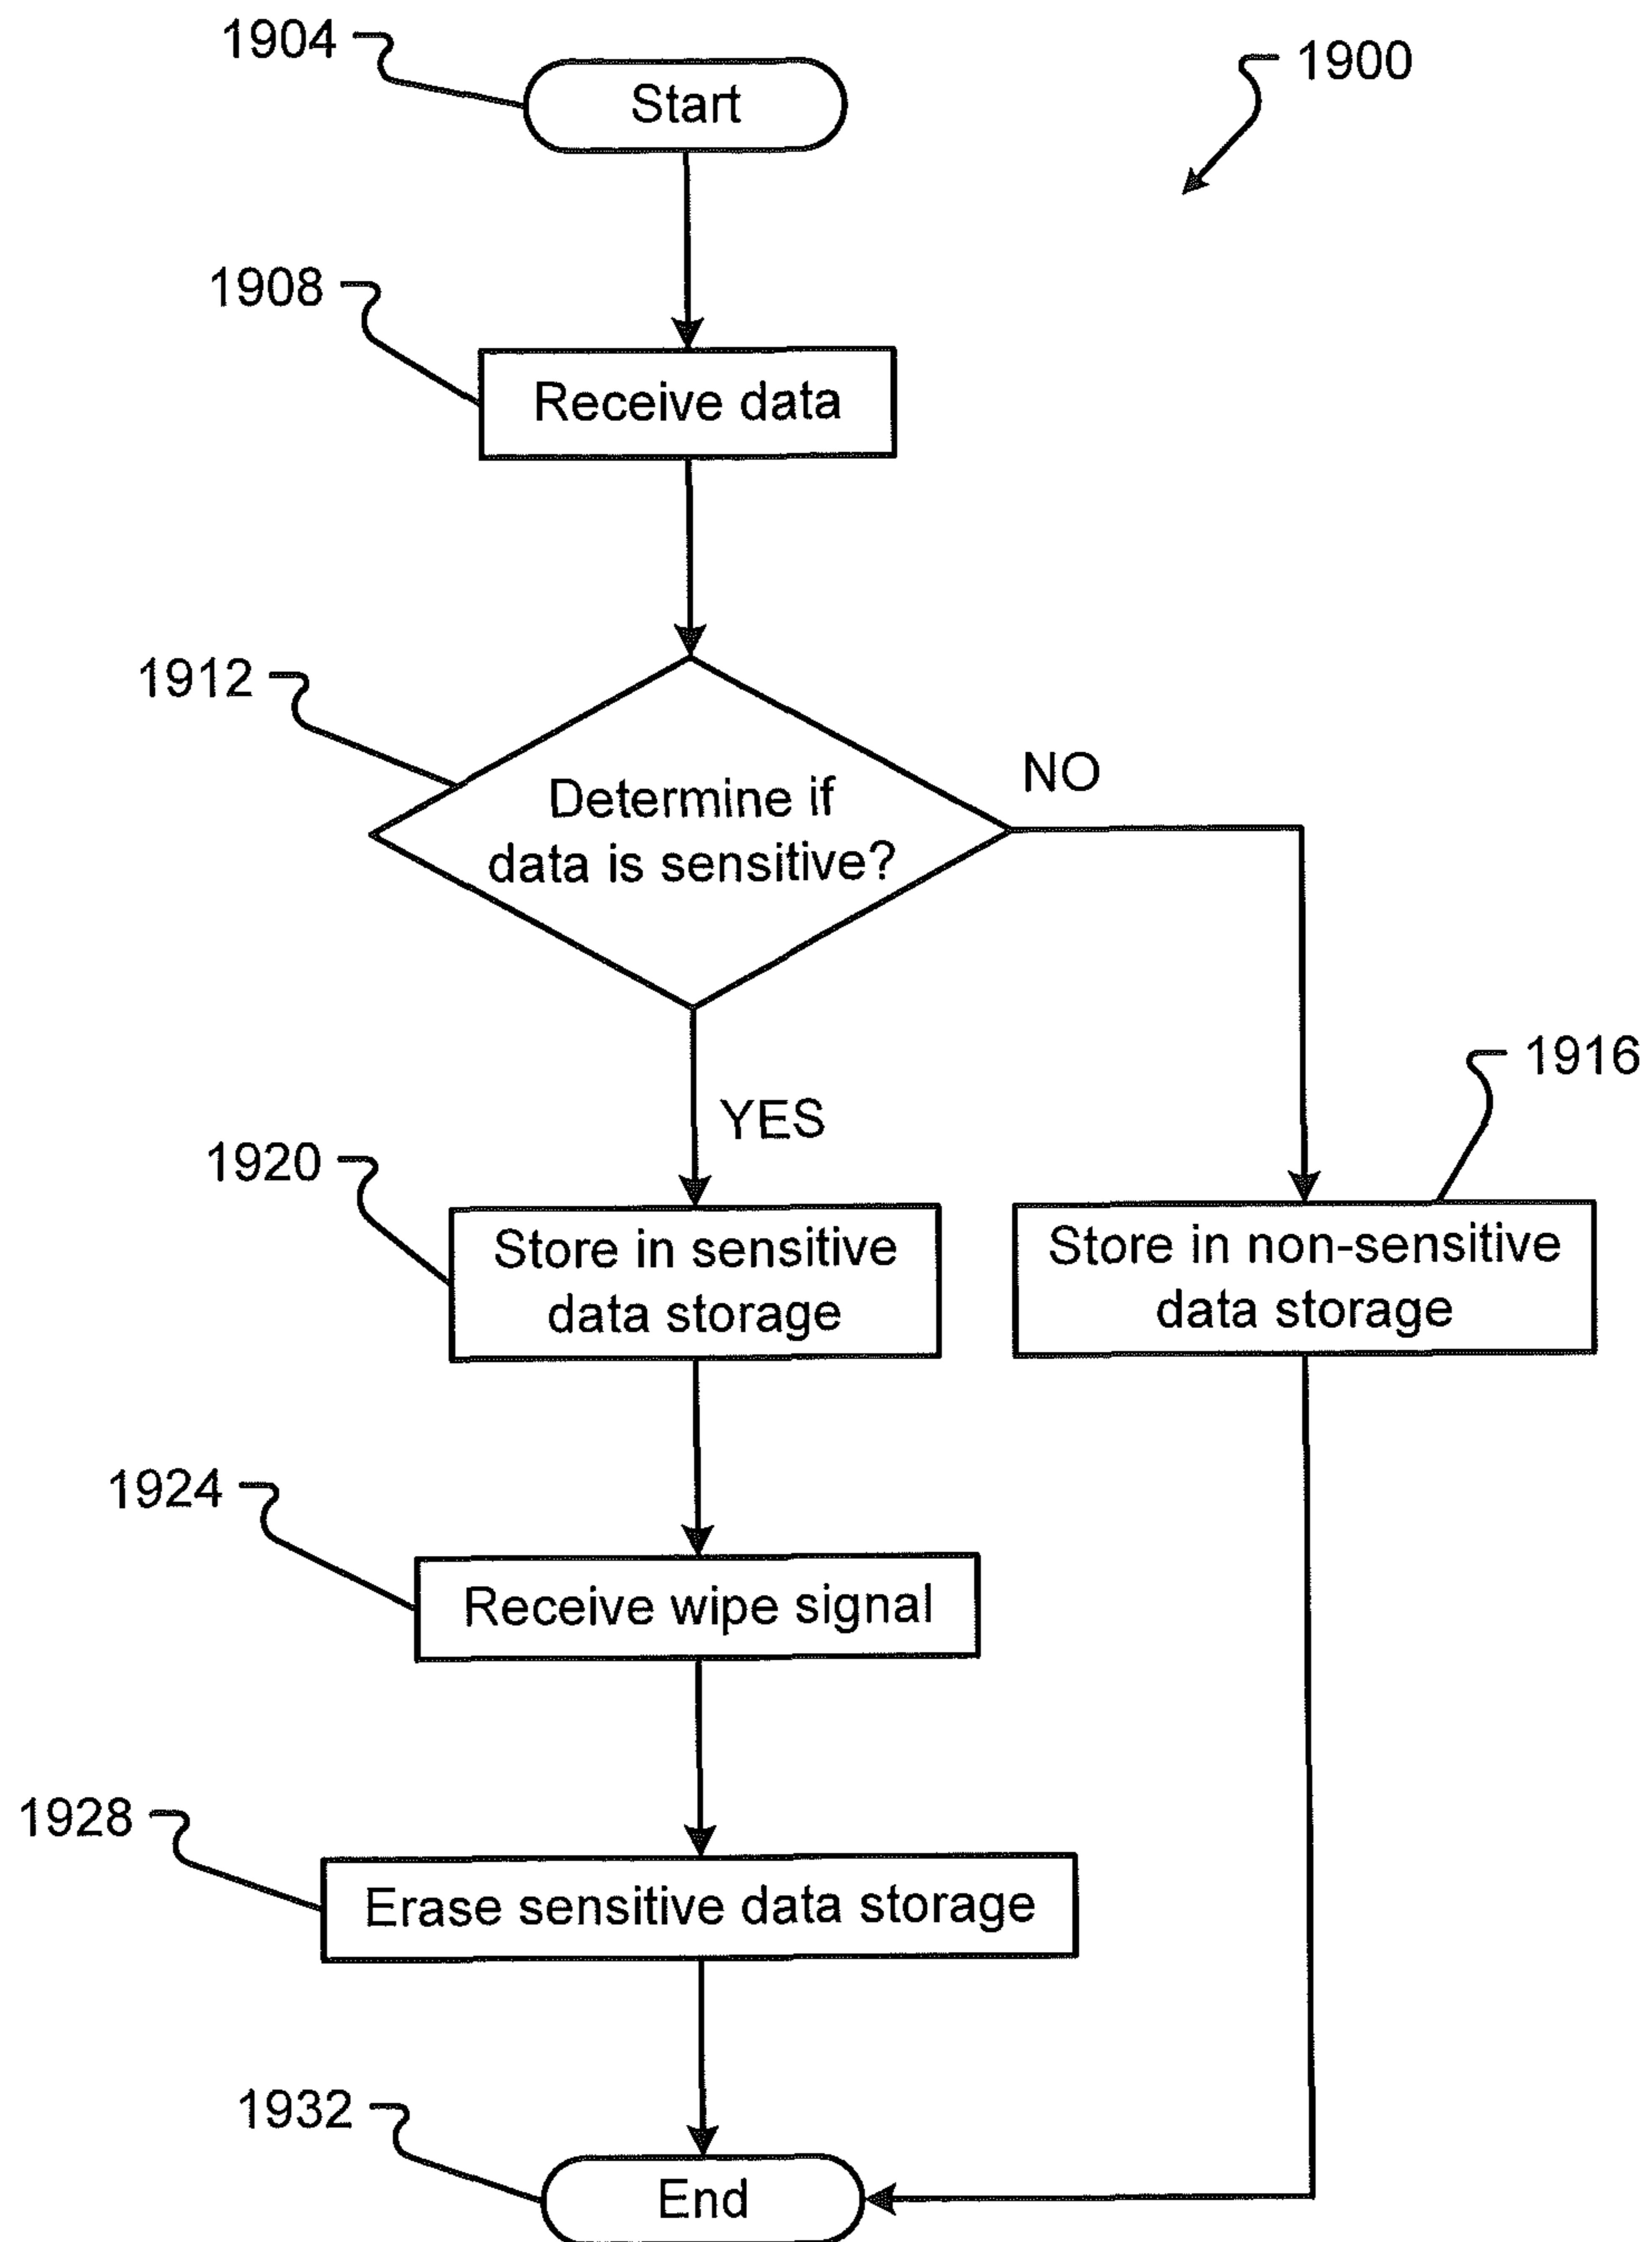 1904
Start
1900
1908
Receive data
1912
Determine if
data is sensitive?
NO
YES
1916
1920
Store in sensitive
data storage
Store in non-sensitive
data storage
1924
Receive wipe signal
1928
Erase sensitive data storage
1932
End